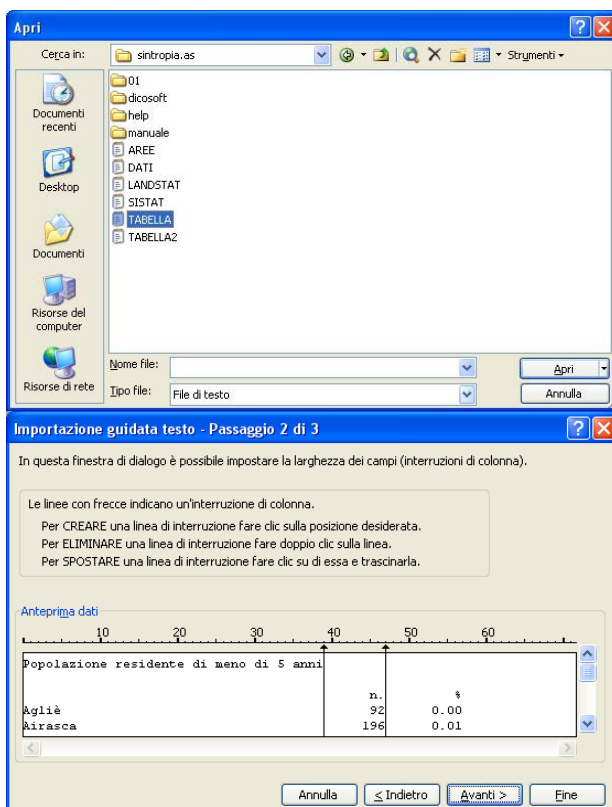 Apri
Cerca in: sintropia.as Strumenti
01
dicosoft
help
manuale
AREE
DATI
LANDSTAT
SISTAT
TABELLA
TABELLA2
Documenti recenti
Desktop
Documenti
Risorse del computer
Risorse di rete
Nome file:
Apri
Tipo file: File di testo
Annulla
Importazione guidata testo - Passaggio 2 di 3
In questa finestra di dialogo è possibile impostare la larghezza dei campi (interruzioni di colonna).
Le linee con frecce indicano un'interruzione di colonna.
Per CREARE una linea di interruzione fare clic sulla posizione desiderata.
Per ELIMINARE una linea di interruzione fare doppio clic sulla linea.
Per SPOSTARE una linea di interruzione fare clic su di essa e trascinarla.
Anteprima dati
10 20 30 40 50 60
Popolazione residente di meno di 5 anni
n. %
Agliè 92 0.00
Airasca 196 0.01
Annulla < Indietro Avanti > Fine